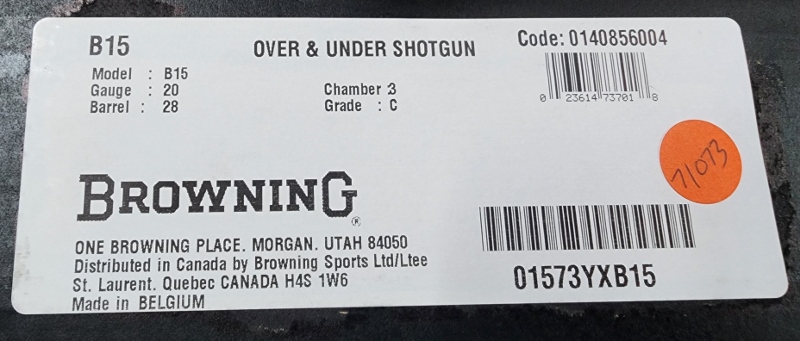 B15
OVER & UNDER SHOTGUN
Code: 0140856004
Model : B15
Gauge : 20
Barrel : 28
Chamber 3
Grade : C
0 23614 73701 8
71073
BROWNING®
ONE BROWNING PLACE. MORGAN. UTAH 84050
Distributed in Canada by Browning Sports Ltd/Ltee
St. Laurent. Quebec CANADA H4S 1W6
Made in BELGIUM
01573YXB15